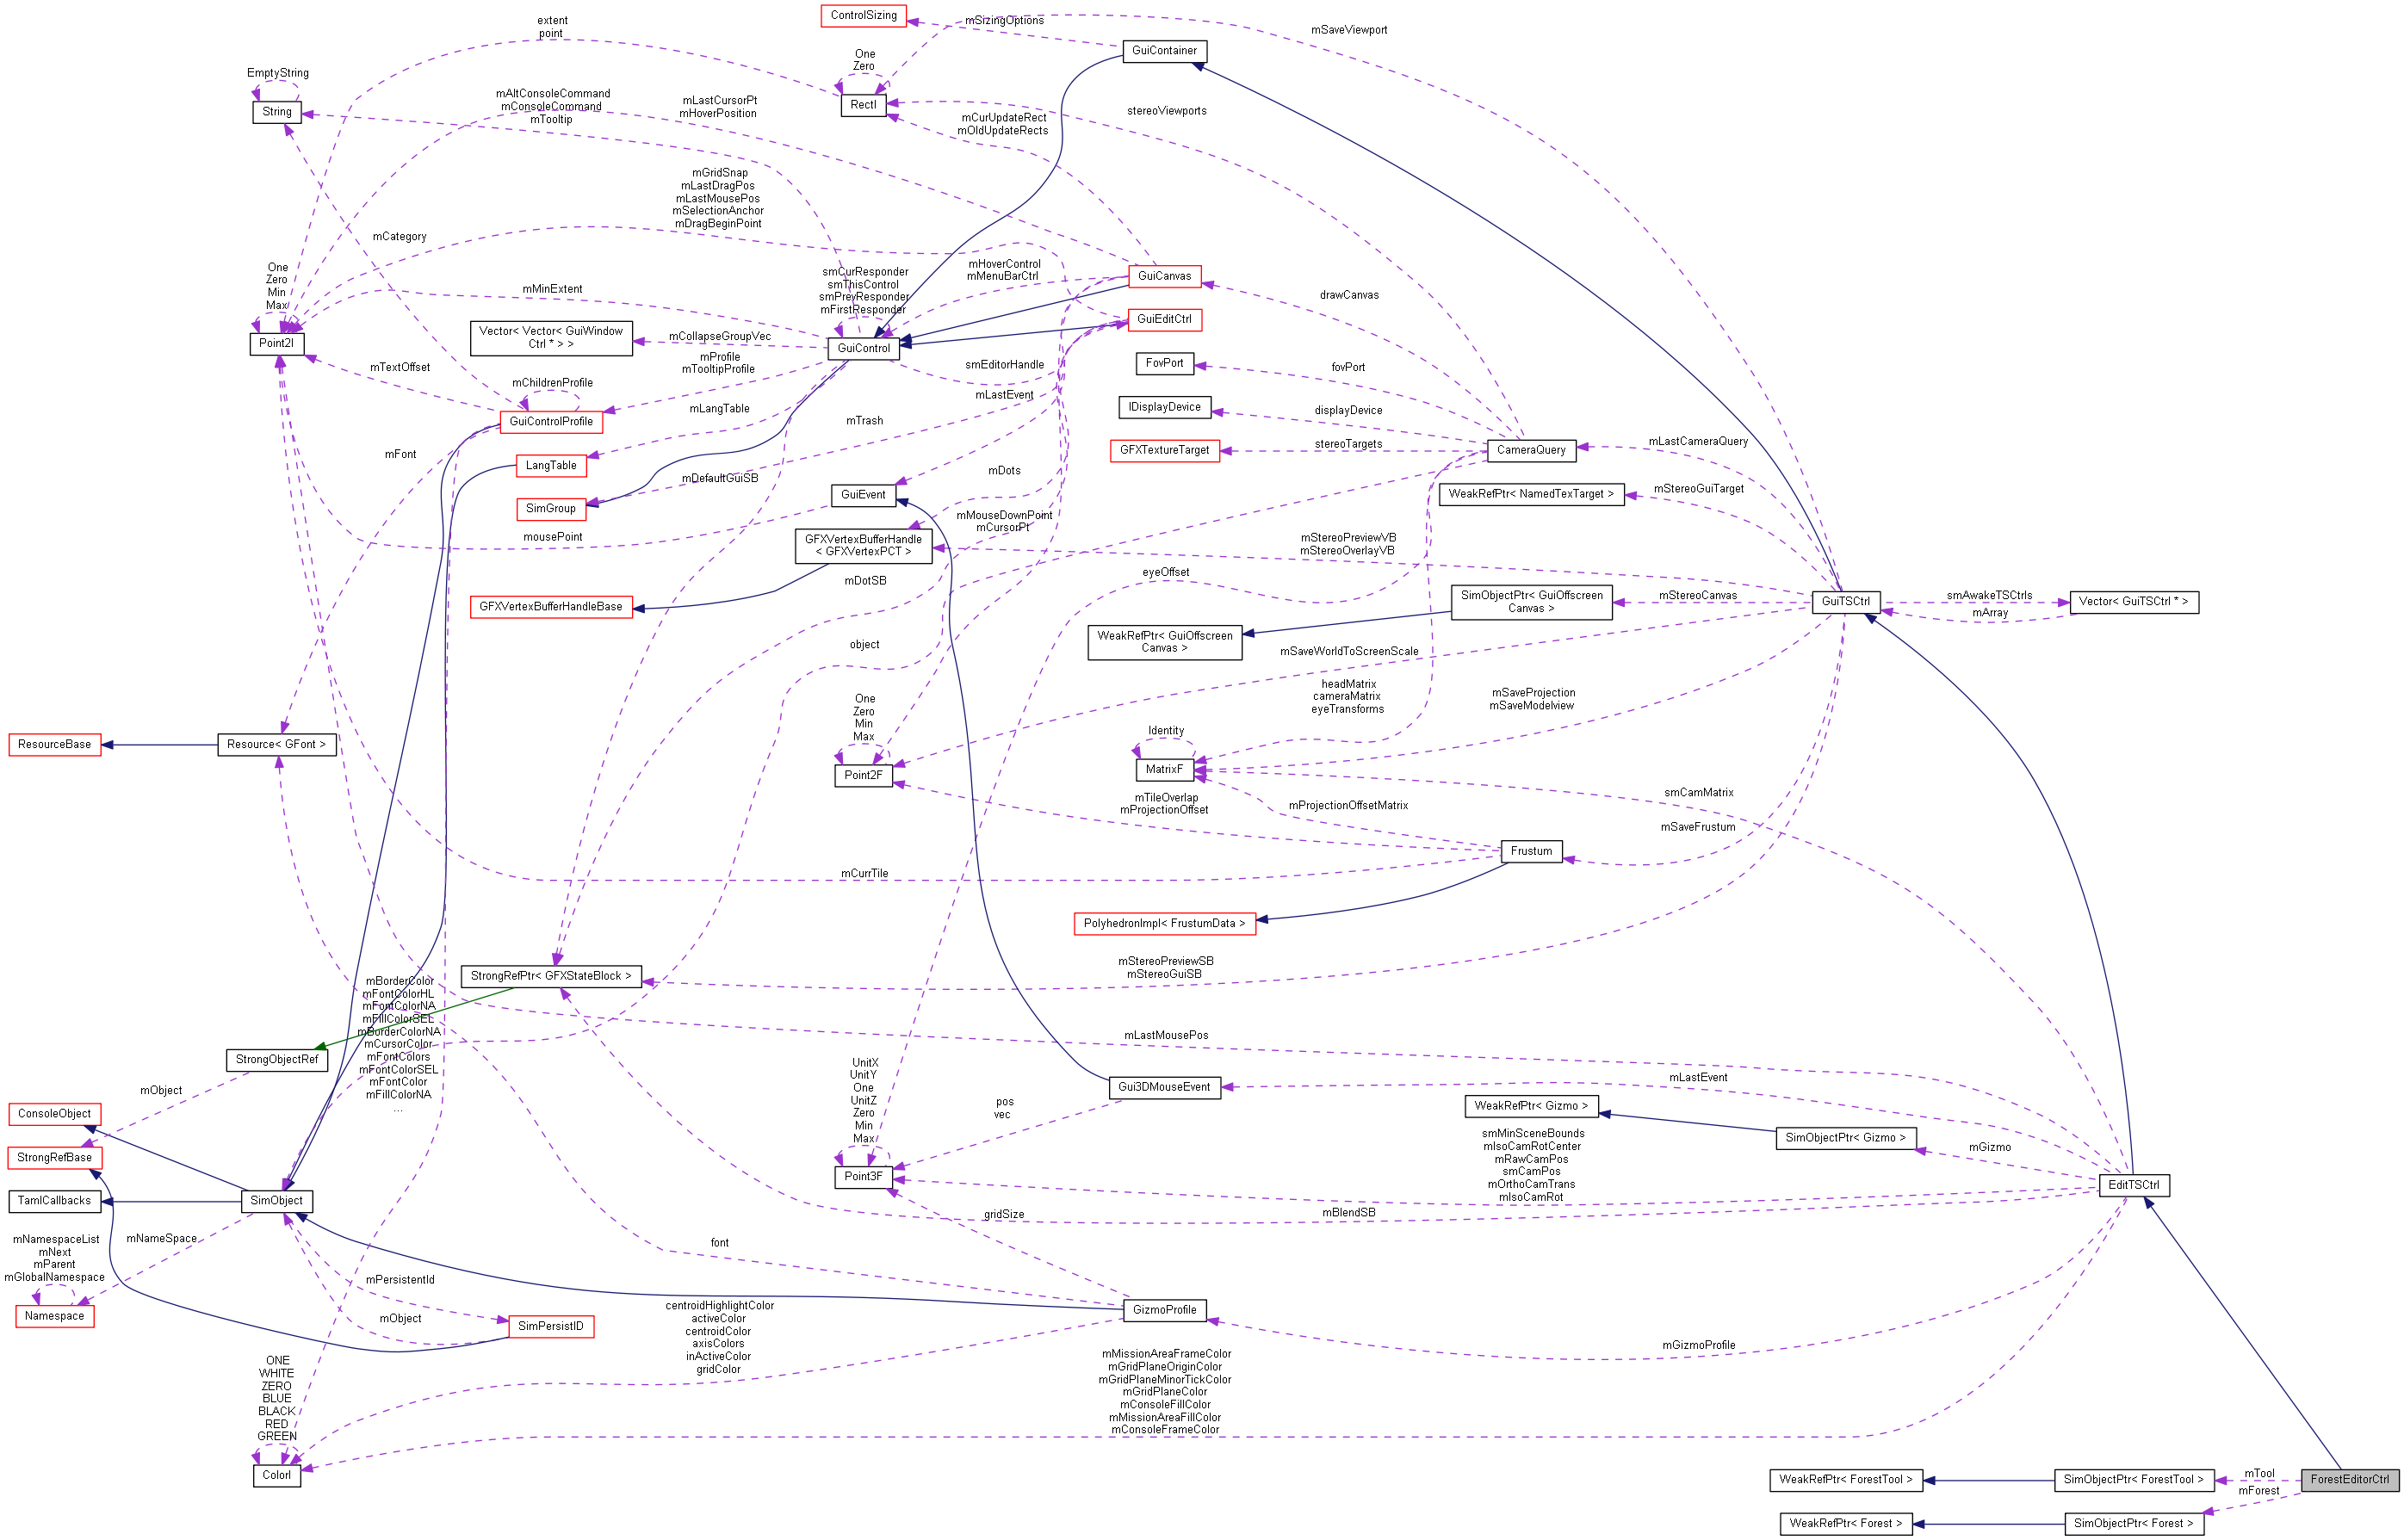 ControlSizing
mSizingOptions
mSaveViewport
extent
point
GuiContainer
One
Zero
EmptyString
RectI
String
mAltConsoleCommand
mConsoleCommand
mTooltip
mLastCursorPt
mHoverPosition
mCurUpdateRect
mOldUpdateRects
stereoViewports
mGridSnap
mLastDragPos
mLastMousePos
mSelectionAnchor
mDragBeginPoint
mCategory
One
Zero
Min
Max
Point2I
mMinExtent
smCurResponder
smThisControl
smPrevResponder
mFirstResponder
mHoverControl
mMenuBarCtrl
GuiCanvas
drawCanvas
GuiEditCtrl
Vector< Vector< GuiWindow
Ctrl * > >
mCollapseGroupVec
GuiControl
mProfile
mTooltipProfile
smEditorHandle
FovPort
fovPort
mTextOffset
mChildrenProfile
GuiControlProfile
mLangTable
mTrash
mLastEvent
IDisplayDevice
displayDevice
GFXTextureTarget
stereoTargets
CameraQuery
mLastCameraQuery
mFont
LangTable
mDefaultGuiSB
mDots
WeakRefPtr< NamedTexTarget >
mStereoGuiTarget
SimGroup
GuiEvent
mousePoint
mMouseDownPoint
mCursorPt
GFXVertexBufferHandle
< GFXVertexPCT >
mStereoPreviewVB
mStereoOverlayVB
mDotSB
eyeOffset
GFXVertexBufferHandleBase
SimObjectPtr< GuiOffscreen
Canvas >
mStereoCanvas
GuiTSCtrl
smAwakeTSCtrls
mArray
Vector< GuiTSCtrl * >
WeakRefPtr< GuiOffscreen
Canvas >
object
mSaveWorldToScreenScale
headMatrix
cameraMatrix
eyeTransforms
mSaveProjection
mSaveModelview
One
Zero
Min
Max
Point2F
Identity
MatrixF
ResourceBase
Resource< GFont >
mTileOverlap
mProjectionOffset
mProjectionOffsetMatrix
smCamMatrix
mSaveFrustum
Frustum
mCurrTile
PolyhedronImpl< FrustumData >
StrongRefPtr< GFXStateBlock >
mStereoPreviewSB
mStereoGuiSB
mBorderColor
mFontColorHL
mFontColorNA
mFillColorSEL
mBorderColorNA
mCursorColor
mFontColors
mFontColorSEL
mFontColor
mFillColorNA
...
StrongObjectRef
mLastMousePos
mObject
UnitX
UnitY
One
UnitZ
Zero
Min
Max
Point3F
pos
vec
Gui3DMouseEvent
mLastEvent
ConsoleObject
WeakRefPtr< Gizmo >
SimObjectPtr< Gizmo >
mGizmo
StrongRefBase
smMinSceneBounds
mIsoCamRotCenter
mRawCamPos
smCamPos
mOrthoCamTrans
mIsoCamRot
EditTSCtrl
TamlCallbacks
SimObject
gridSize
mBlendSB
mNameSpace
mNamespaceList
mNext
mParent
mGlobalNamespace
Namespace
font
mPersistentId
mObject
SimPersistID
GizmoProfile
mGizmoProfile
centroidHighlightColor
activeColor
centroidColor
axisColors
inActiveColor
gridColor
mMissionAreaFrameColor
mGridPlaneOriginColor
mGridPlaneMinorTickColor
mGridPlaneColor
mConsoleFillColor
mMissionAreaFillColor
mConsoleFrameColor
ONE
WHITE
ZERO
BLUE
BLACK
RED
GREEN
ColorI
WeakRefPtr< ForestTool >
SimObjectPtr< ForestTool >
mTool
mForest
ForestEditorCtrl
WeakRefPtr< Forest >
SimObjectPtr< Forest >